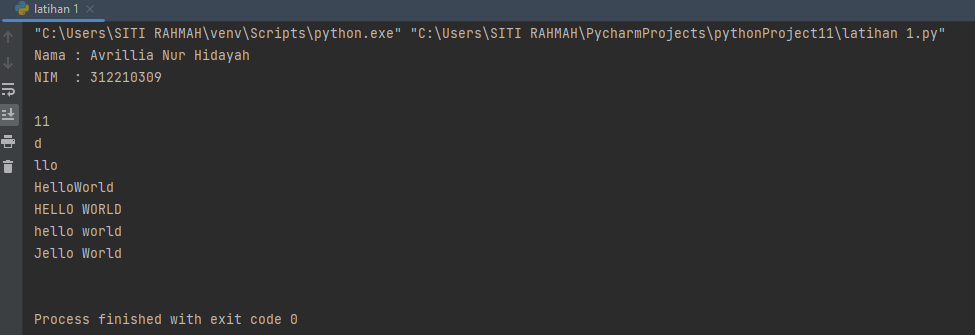 latihan 1
"C:\Users\SITI RAHMAH\venv\Scripts\python.exe" "C:\Users\SITI RAHMAH\PycharmProjects\pythonProject11\latihan 1.py"
Nama : Avrillia Nur Hidayah
NIM  : 312210309
11
d
llo
HelloWorld
HELLO WORLD
hello world
Jello World
Process finished with exit code 0